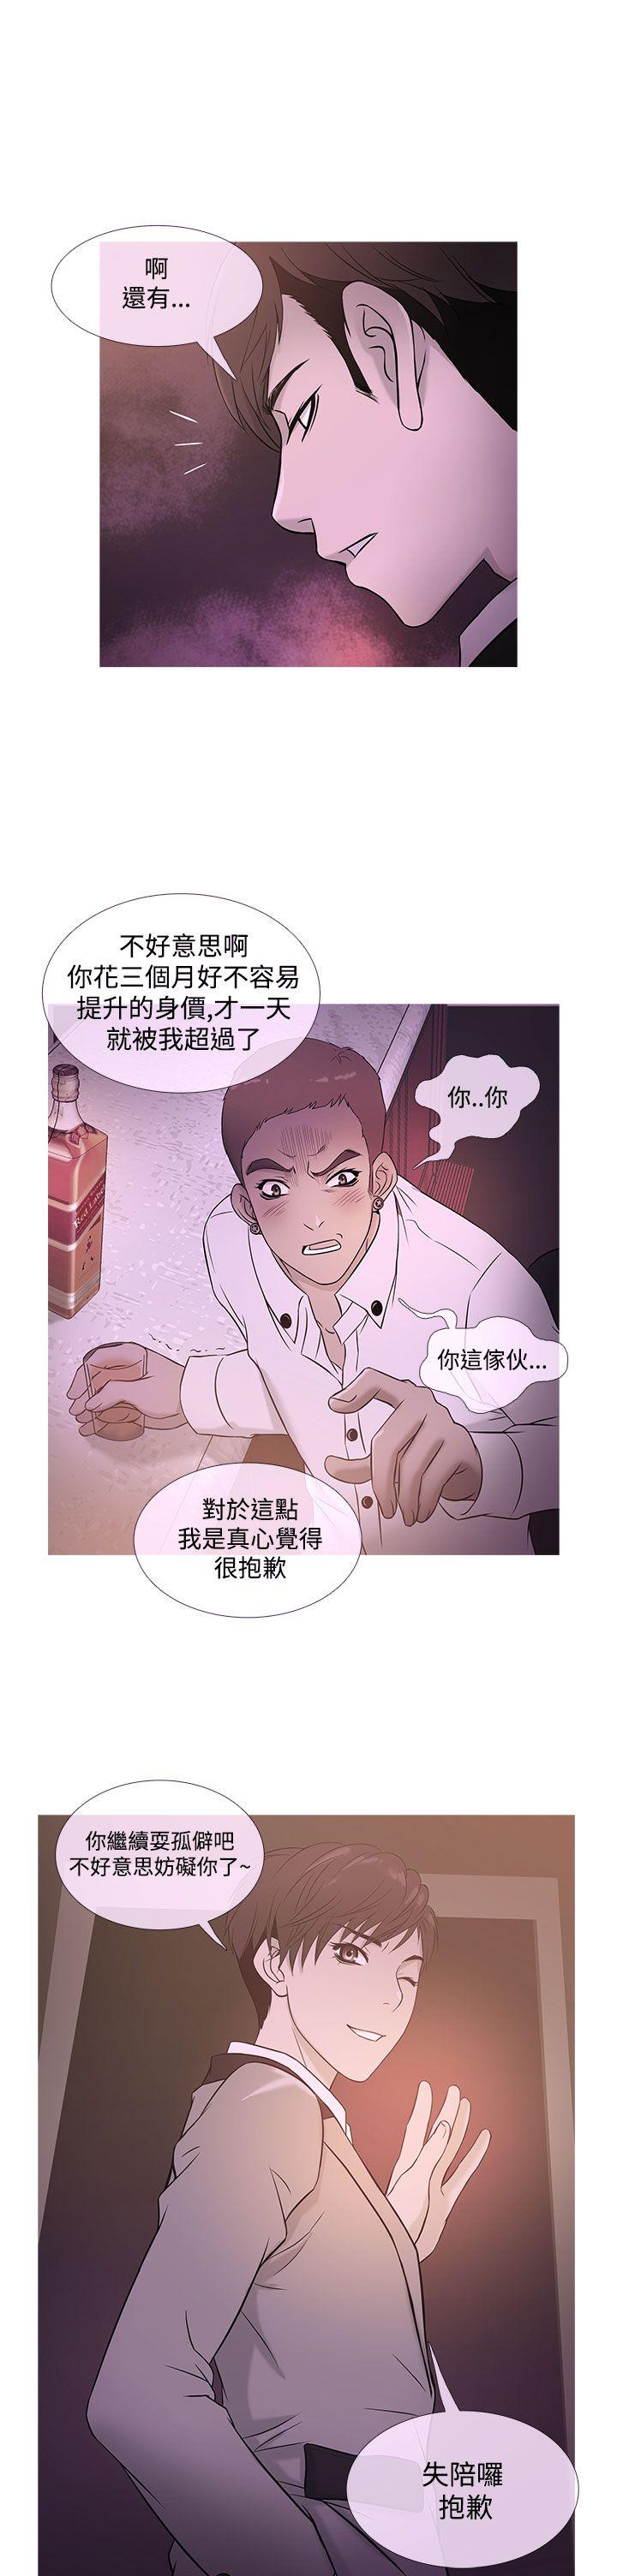 啊
還有...
不好意思啊
你花三個月好不容易
提升的身價,才一天
就被我超過了
你..你
Red Label
你這傢伙...
對於這點
我是真心覺得
很抱歉
你繼續耍孤僻吧
不好意思妨礙你了~
失陪囉
抱歉